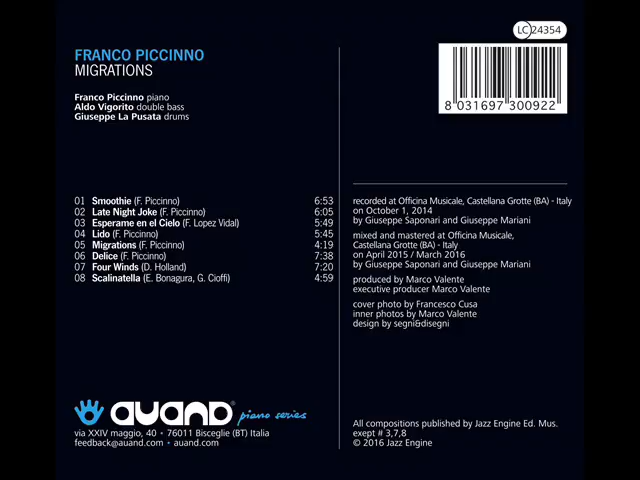 LC 24354
FRANCO PICCINNO
MIGRATIONS
Franco Piccinno piano
Aldo Vigorito double bass
Giuseppe La Pusata drums
8 031697 300922
01 Smoothie (F. Piccinno) 6:53
02 Late Night Joke (F. Piccinno) 6:05
03 Esperame en el Cielo (F. Lopez Vidal) 5:49
04 Lido (F. Piccinno) 5:45
05 Migrations (F. Piccinno) 4:19
06 Delice (F. Piccinno) 7:38
07 Four Winds (D. Holland) 7:20
08 Scalinatella (E. Bonagura, G. Cioffi) 4:59
recorded at Officina Musicale, Castellana Grotte (BA) - Italy
on October 1, 2014
by Giuseppe Saponari and Giuseppe Mariani
mixed and mastered at Officina Musicale,
Castellana Grotte (BA) - Italy
on April 2015 / March 2016
by Giuseppe Saponari and Giuseppe Mariani
produced by Marco Valente
executive producer Marco Valente
cover photo by Francesco Cusa
inner photos by Marco Valente
design by segni&disegni
auand® piano series
via XXIV maggio, 40 • 76011 Bisceglie (BT) Italia
feedback@auand.com • auand.com
All compositions published by Jazz Engine Ed. Mus.
exept # 3,7,8
© 2016 Jazz Engine